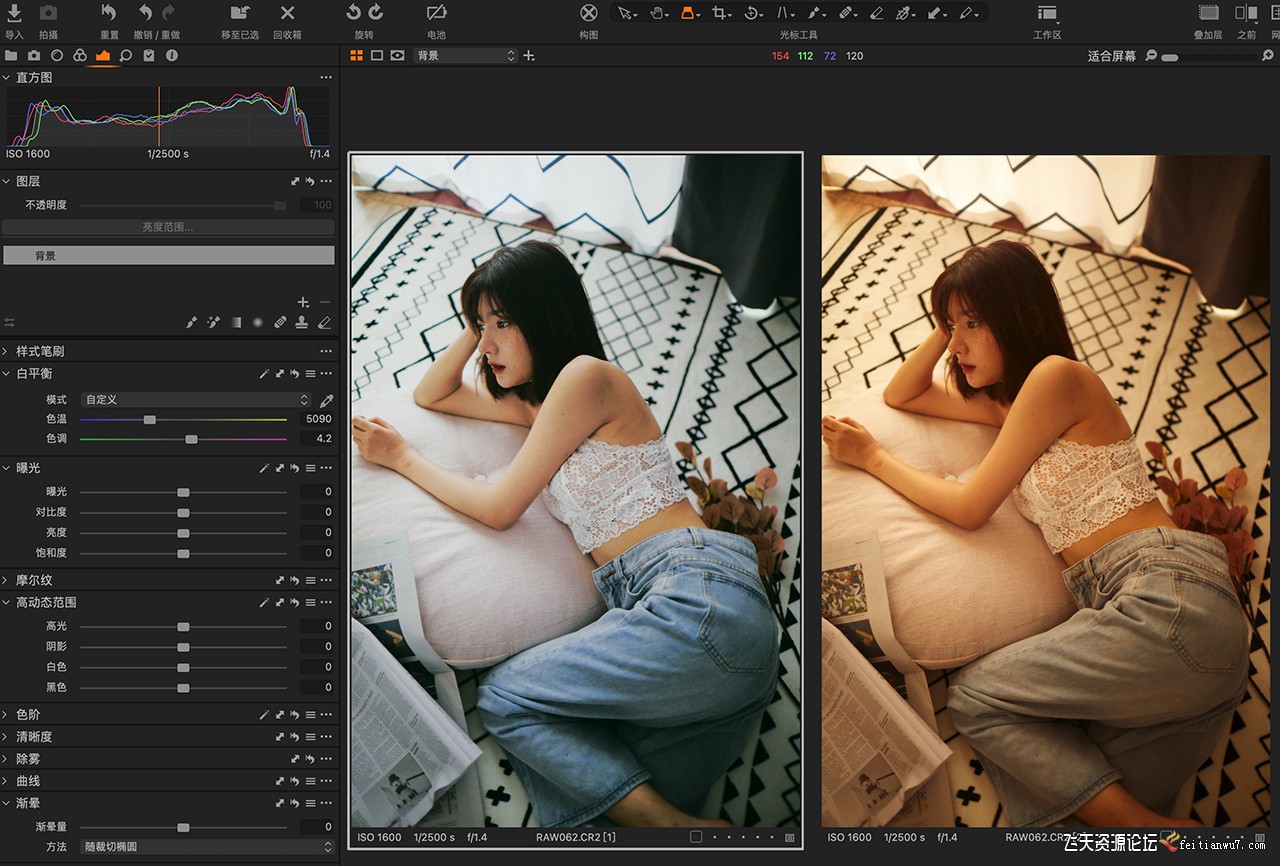 导入 拍摄 重置 撤销 / 重做 移至已选 回收箱 旋转 电池 构图 光标工具 工作区 叠加层 之前
背景 154 112 72 120 适合屏幕
直方图
ISO 1600 1/2500 s f/1.4
图层
不透明度 100
亮度范围...
背景
样式笔刷
白平衡
模式 自定义
色温 5090
色调 4.2
曝光
曝光 0
对比度 0
亮度 0
饱和度 0
摩尔纹
高动态范围
高光 0
阴影 0
白色 0
黑色 0
色阶
清晰度
除雾
曲线
渐晕
渐晕量 0
方法 随裁切椭圆
ISO 1600 1/2500 s f/1.4 RAW062.CR2 [1]
ISO 1600 1/2500 s f/1.4 RAW062.CR2
飞天资源论坛 feitianwu7.com